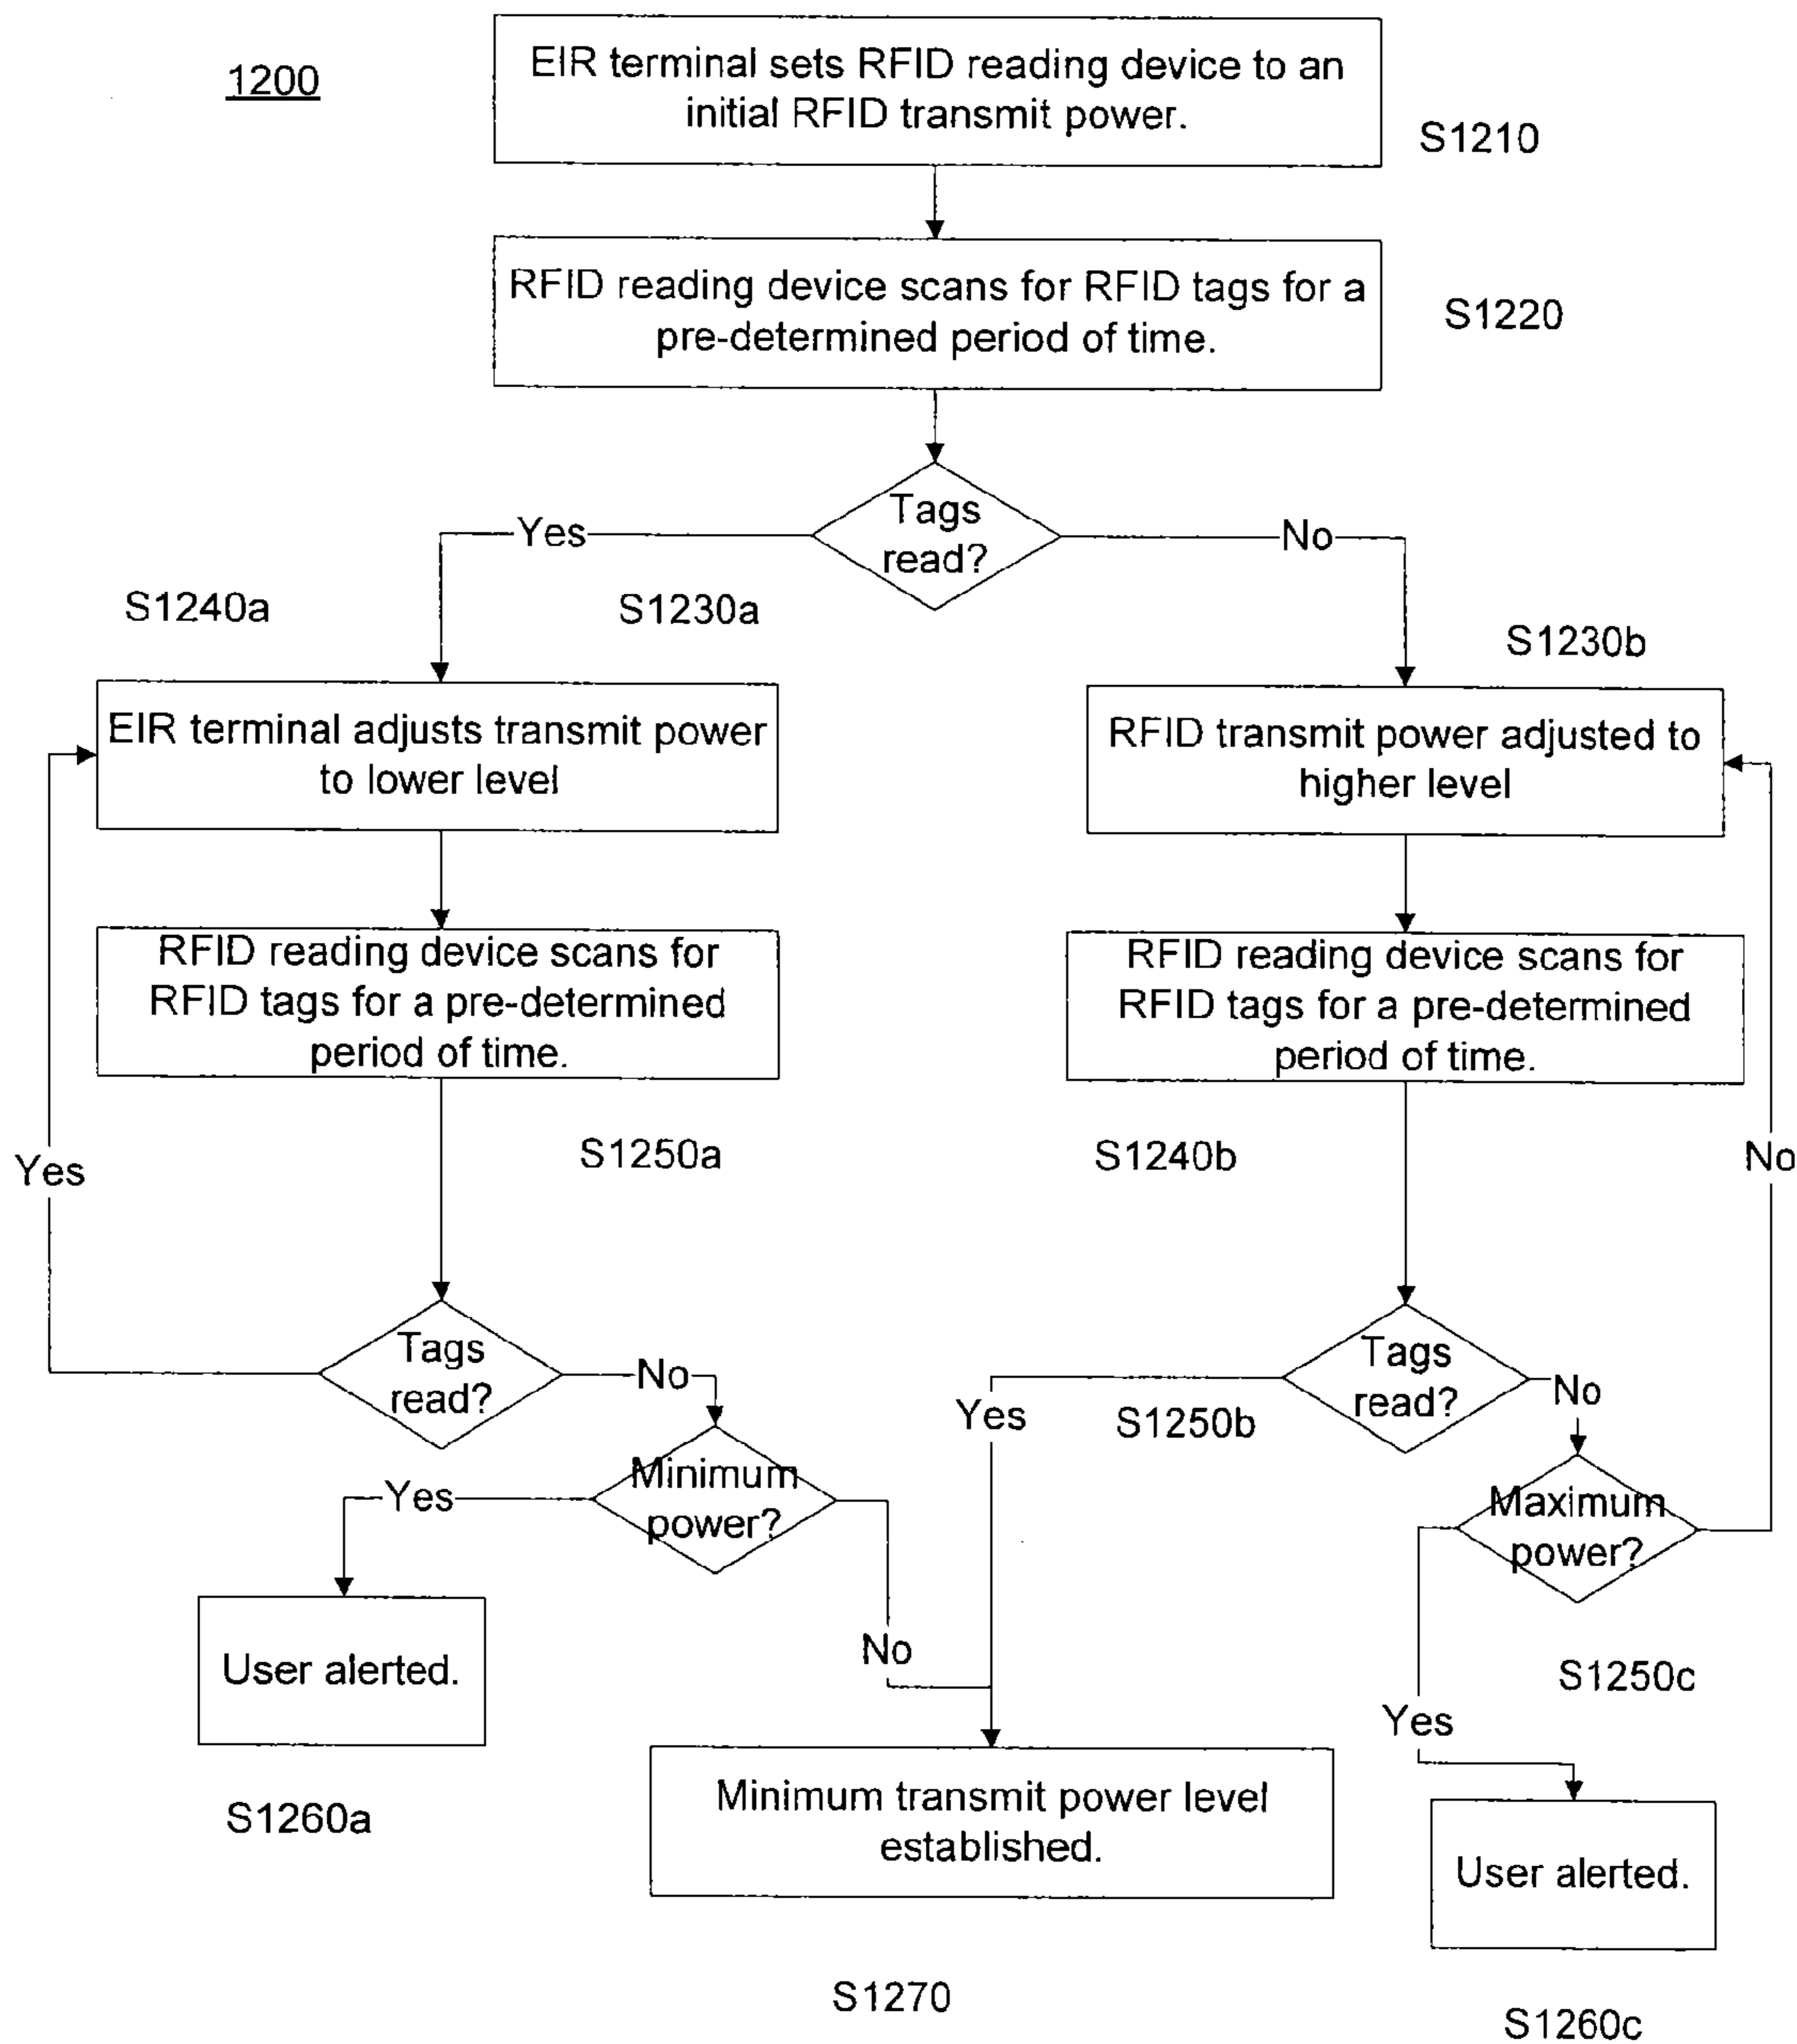 1200
EIR terminal sets RFID reading device to an
initial RFID transmit power.
S1210
RFID reading device scans for RFID tags for a
pre-determined period of time.
S1220
Tags
read?
Yes
No
S1240a
S1230a
S1230b
EIR terminal adjusts transmit power
to lower level
RFID transmit power adjusted to
higher level
RFID reading device scans for
RFID tags for a pre-determined
period of time.
RFID reading device scans for
RFID tags for a pre-determined
period of time.
Yes
S1250a
S1240b
No
Tags
read?
No
Tags
read?
No
Yes
S1250b
Minimum
power?
Yes
Maximum
power?
No
User alerted.
S1250c
Yes
Minimum transmit power level
established.
S1260a
User alerted.
S1270
S1260c